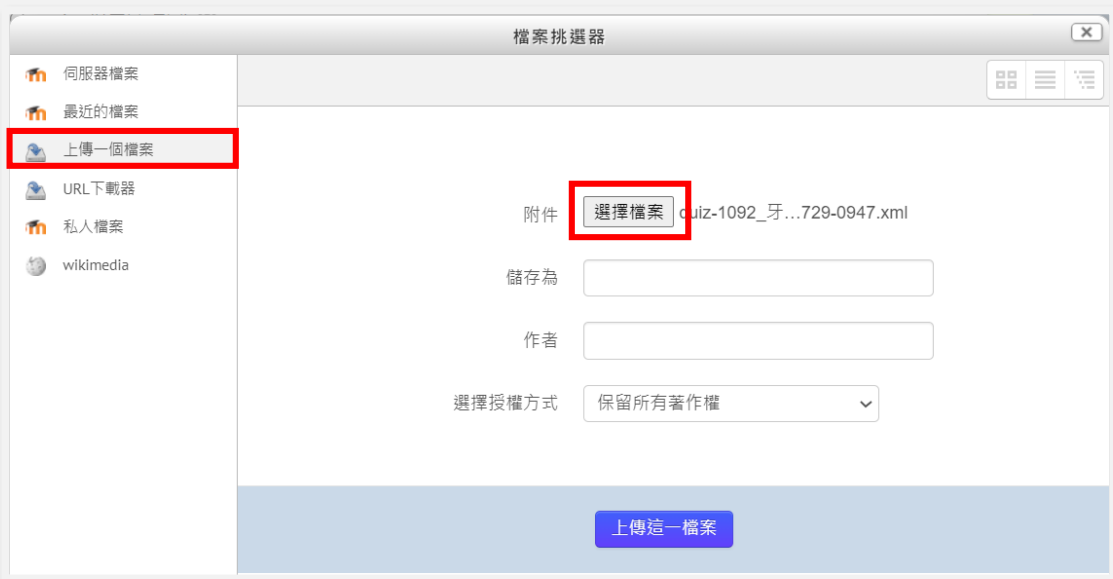 檔案挑選器
伺服器檔案
最近的檔案
上傳一個檔案
URL下載器
私人檔案
wikimedia
附件 選擇檔案 quiz-1092_牙…729-0947.xml
儲存為
作者
選擇授權方式 保留所有著作權
上傳這一檔案